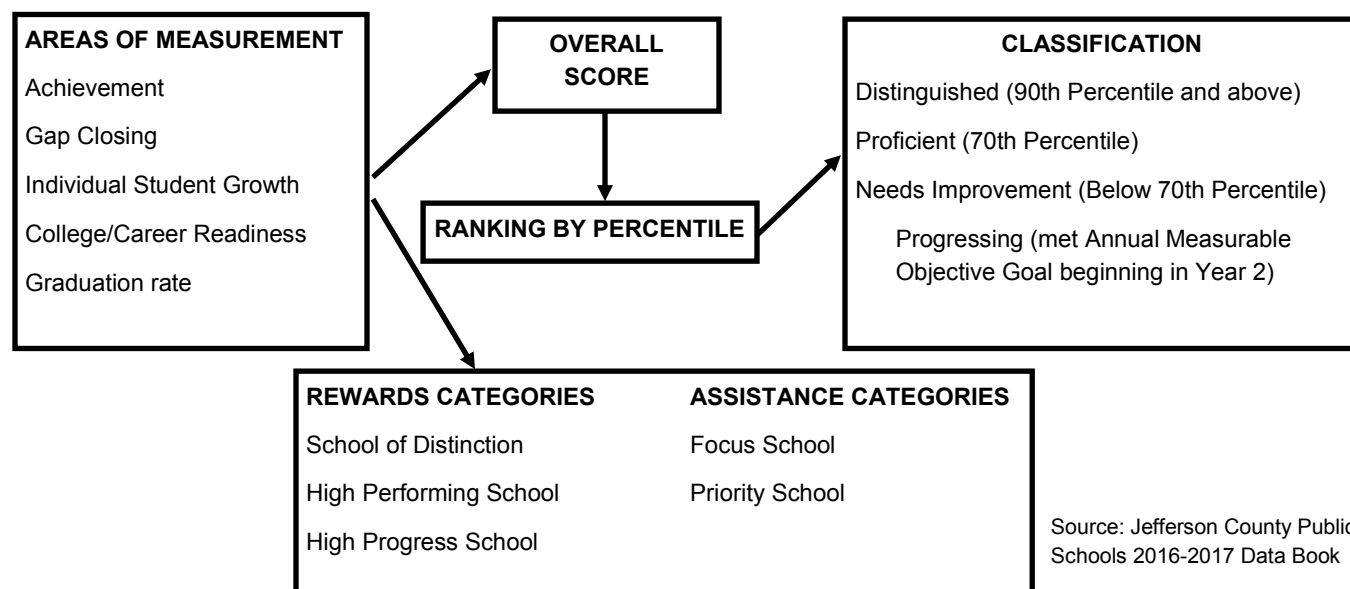 AREAS OF MEASUREMENT
Achievement
Gap Closing
Individual Student Growth
College/Career Readiness
Graduation rate
OVERALL
SCORE
RANKING BY PERCENTILE
CLASSIFICATION
Distinguished (90th Percentile and above)
Proficient (70th Percentile)
Needs Improvement (Below 70th Percentile)
Progressing (met Annual Measurable
Objective Goal beginning in Year 2)
REWARDS CATEGORIES
School of Distinction
High Performing School
High Progress School
ASSISTANCE CATEGORIES
Focus School
Priority School
Source: Jefferson County Public
Schools 2016-2017 Data Book